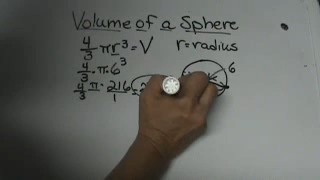 Volume of a Sphere
4/3 πr³=V r=radius
4/3 · π · 6³ 6
4/3 π · 216/1 =